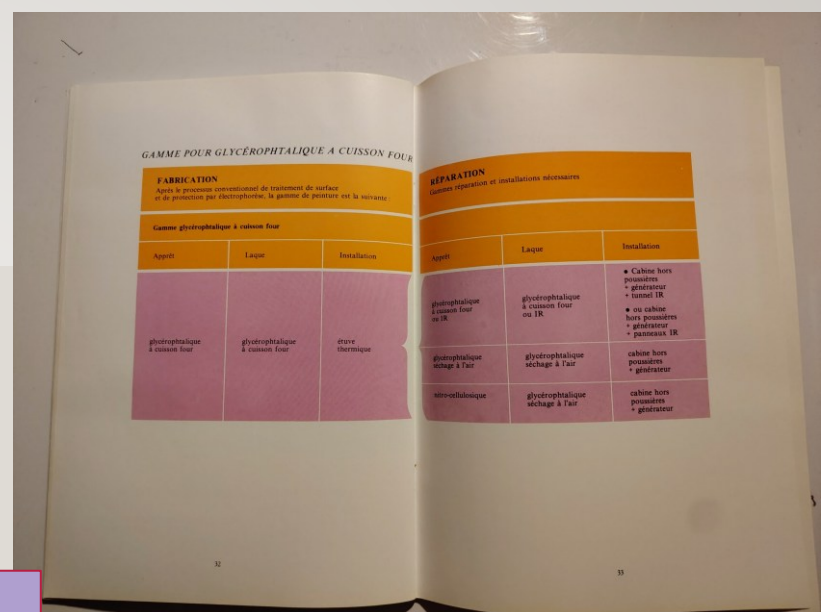 GAMME POUR GLYCÉROPHTALIQUE A CUISSON FOUR
FABRICATION
Après le processus conventionnel de traitement de surface
et de protection par électrophorèse, la gamme de peinture est la suivante :
Gamme glycérophtalique à cuisson four
Apprêt
Laque
Installation
glycérophtalique
à cuisson four
glycérophtalique
à cuisson four
étuve
thermique
32
RÉPARATION
Gammes réparation et installations nécessaires
Apprêt
Laque
Installation
glycérophtalique
à cuisson four
ou IR
glycérophtalique
à cuisson four
ou IR
● Cabine hors
poussières
+ générateur
+ tunnel IR
● ou cabine
hors poussières
+ générateur
+ panneaux IR
glycérophtalique
séchage à l'air
glycérophtalique
séchage à l'air
cabine hors
poussières
+ générateur
nitro-cellulosique
glycérophtalique
séchage à l'air
cabine hors
poussières
+ générateur
33